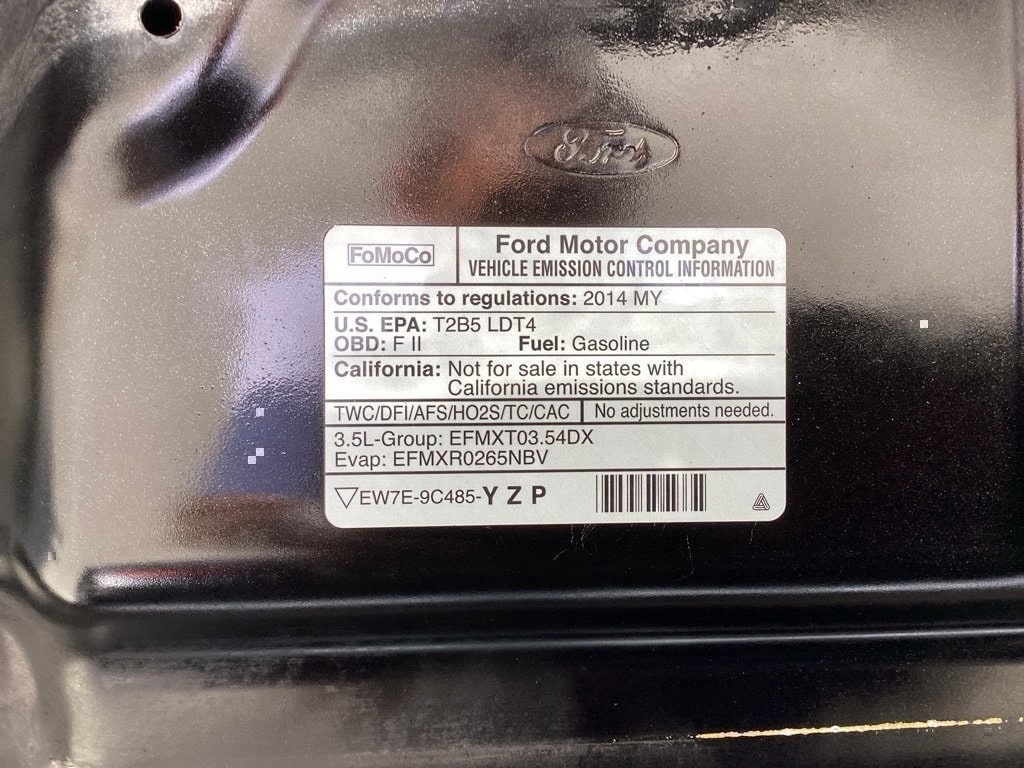 Ford
FoMoCo
Ford Motor Company
VEHICLE EMISSION CONTROL INFORMATION
Conforms to regulations: 2014 MY
U.S. EPA: T2B5 LDT4
OBD: F II Fuel: Gasoline
California: Not for sale in states with
California emissions standards.
TWC/DFI/AFS/HO2S/TC/CAC No adjustments needed.
3.5L-Group: EFMXT03.54DX
Evap: EFMXR0265NBV
▽EW7E-9C485-Y Z P